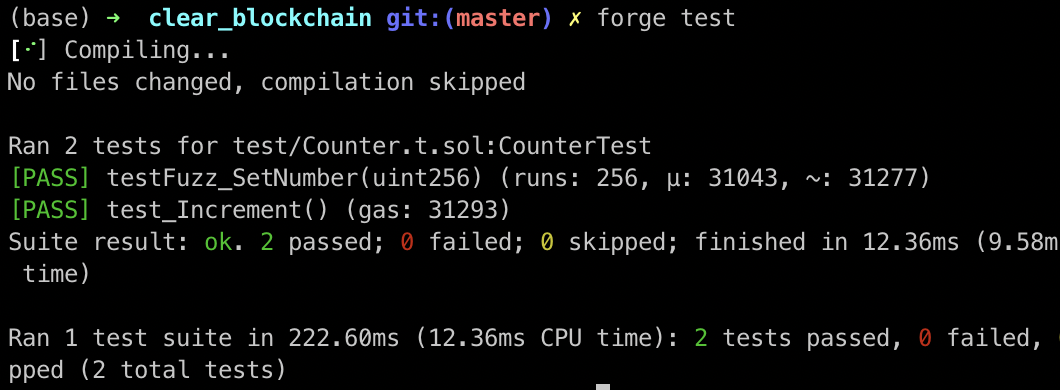 (base) ➜ clear_blockchain git:(master) ✗ forge test
[⠊] Compiling...
No files changed, compilation skipped
Ran 2 tests for test/Counter.t.sol:CounterTest
[PASS] testFuzz_SetNumber(uint256) (runs: 256, μ: 31043, ~: 31277)
[PASS] test_Increment() (gas: 31293)
Suite result: ok. 2 passed; 0 failed; 0 skipped; finished in 12.36ms (9.58m
time)
Ran 1 test suite in 222.60ms (12.36ms CPU time): 2 tests passed, 0 failed,
pped (2 total tests)